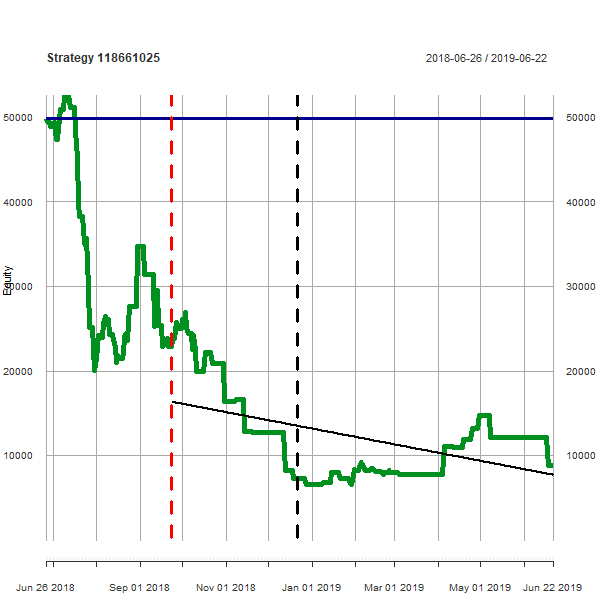 Strategy 118661025
2018-06-26 / 2019-06-22
50000
50000
40000
40000
30000
30000
Equity
20000
20000
10000
10000
Jun 26 2018
Sep 01 2018
Nov 01 2018
Jan 01 2019
Mar 01 2019
May 01 2019
Jun 22 2019